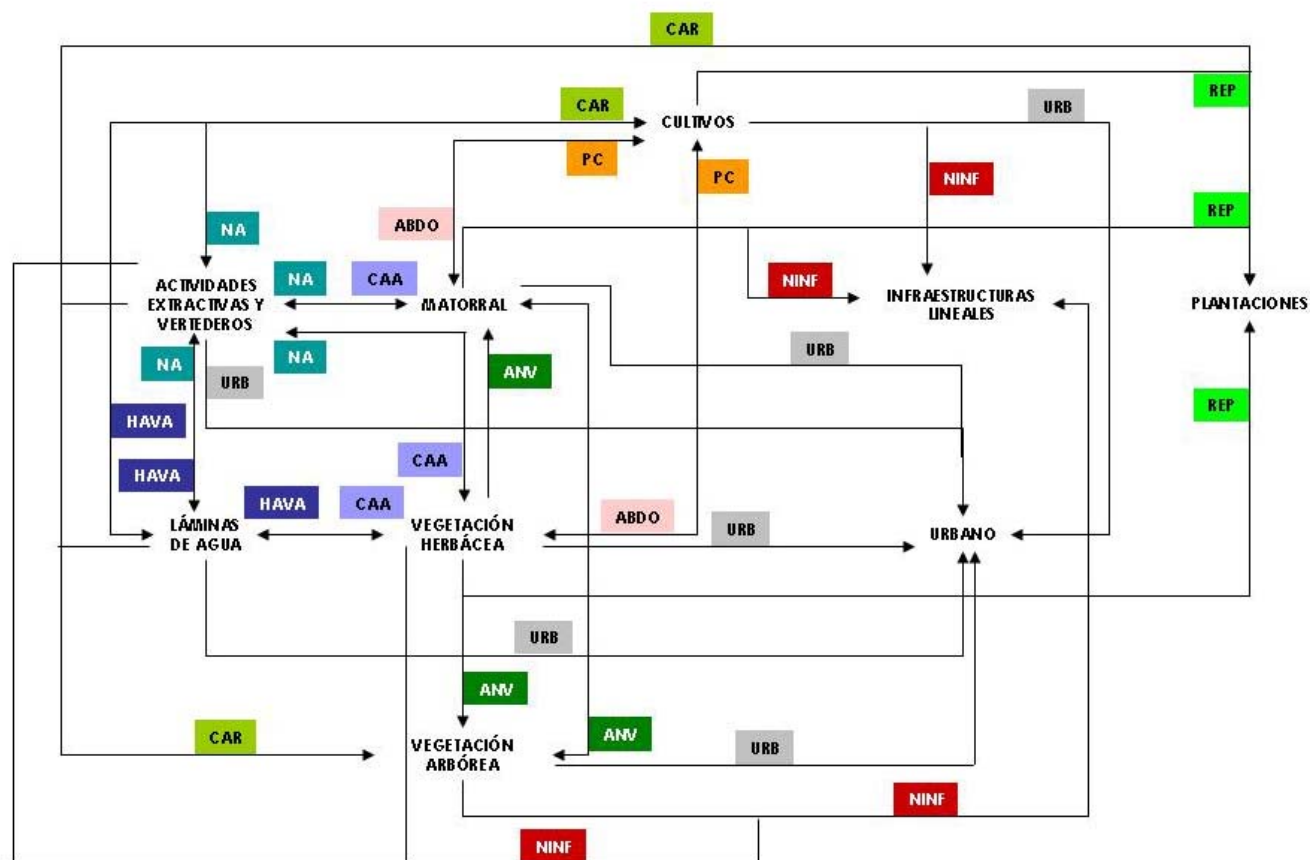 CAR
REP
CAR
URB
CULTIVOS
PC
PC
NINF
ABDO
REP
NA
NA
CAA
NINF
ACTIVIDADES
EXTRACTIVAS Y
VERTEDEROS
MATORRAL
INFRAESTRUCTURAS
LINEALES
PLANTACIONES
NA
NA
URB
ANV
URB
REP
HAVA
CAA
HAVA
HAVA
CAA
ABDO
LÁMINAS
DE AGUA
VEGETACIÓN
HERBÁCEA
URB
URBANO
URB
ANV
CAR
ANV
VEGETACIÓN
ARBÓREA
URB
NINF
NINF